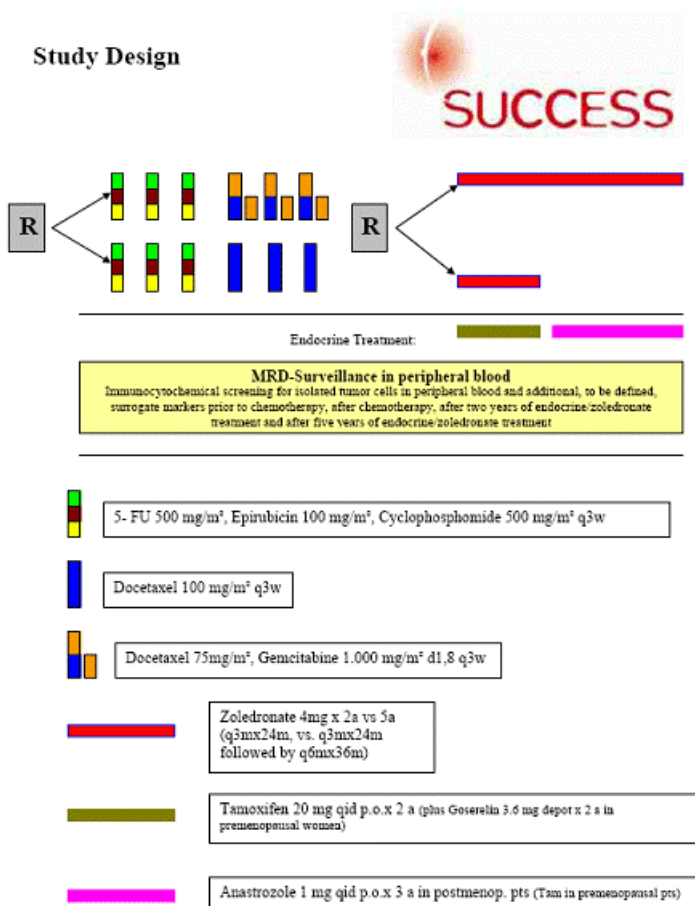 Study Design
SUCCESS
R
R
Endocrine Treatment:
MRD-Surveillance in peripheral blood
Immunocytochemical screening for isolated tumor cells in peripheral blood and additional, to be defined,
surrogate markers prior to chemotherapy, after chemotherapy, after two years of endocrine/zoledronate
treatment and after five years of endocrine/zoledronate treatment
5- FU 500 mg/m², Epirubicin 100 mg/m², Cyclophosphomide 500 mg/m² q3w
Docetaxel 100 mg/m² q3w
Docetaxel 75mg/m², Gemcitabine 1.000 mg/m² d1,8 q3w
Zoledronate 4mg x 2a vs 5a
(q3mx24m, vs. q3mx24m
followed by q6mx36m)
Tamoxifen 20 mg qid p.o.x 2 a (plus Goserelin 3.6 mg depot x 2 a in
premenopausal women)
Anastrozole 1 mg qid p.o.x 3 a in postmenop. pts (Tam in premenopausal pts)